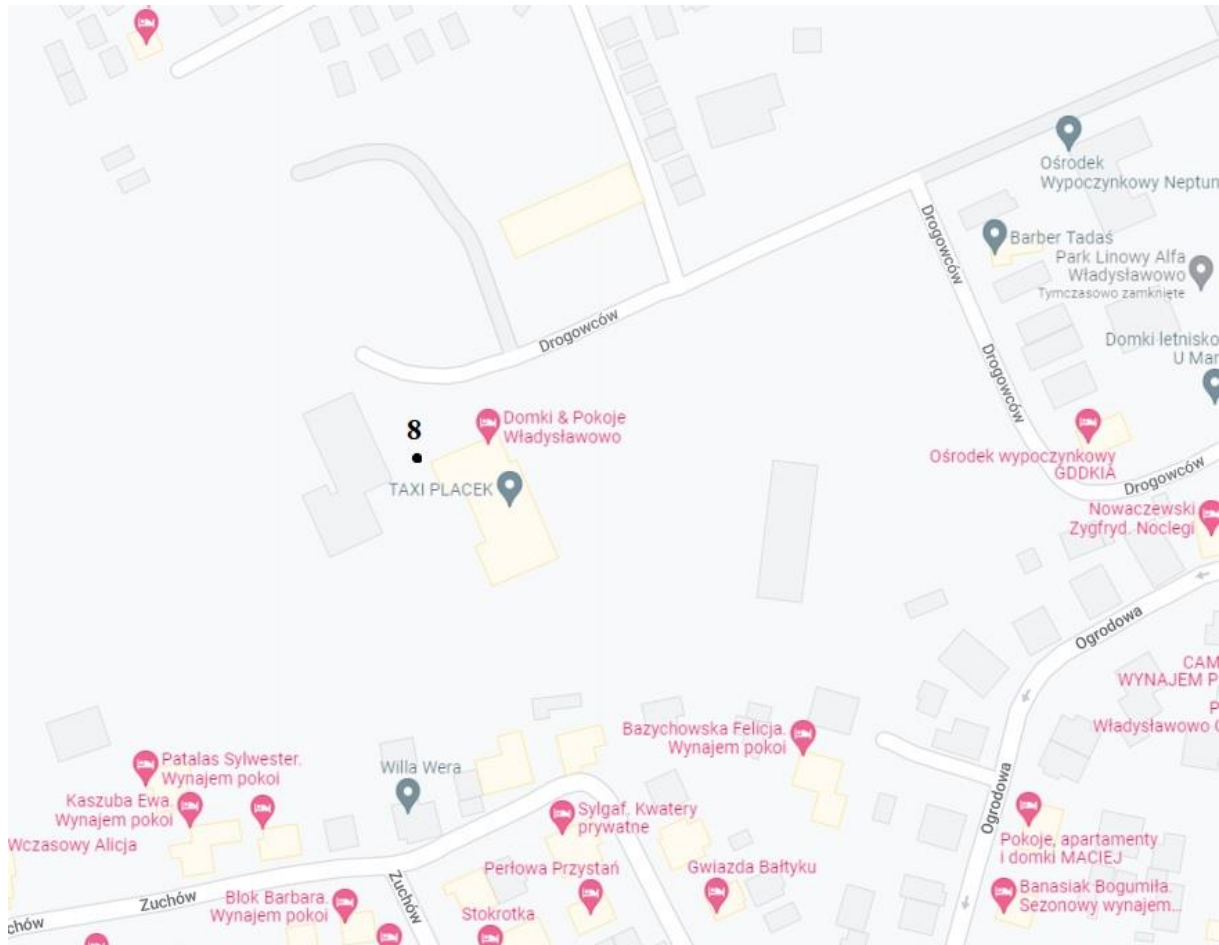 Ośrodek
Wypoczynkowy Neptun
Drogowców
Barber Tadaś
Park Linowy Alfa
Władysławowo
Tymczasowo zamknięte
Drogowców
Drogowców
Domki letnisko
U Mar
8
Domki & Pokoje
Władysławowo
TAXI PLACEK
Ośrodek wypoczynkowy
GDDKIA
Drogowców
Nowaczewski
Zygfryd. Noclegi
Ogrodowa
CAM
WYNAJEM P
P
Władysławowo
Bazychowska Felicja.
Wynajem pokoi
Patalas Sylwester.
Wynajem pokoi
Willa Wera
Kaszuba Ewa.
Wynajem pokoi
Wczasowy Alicja
Sylgaf. Kwatery
prywatne
Ogrodowa
Pokoje, apartamenty
i domki MACIEJ
Perłowa Przystań
Gwiazda Bałtyku
Zuchów
Zuchów
chów
Blok Barbara.
Wynajem pokoi
Stokrotka
Banasiak Bogumiła.
Sezonowy wynajem...